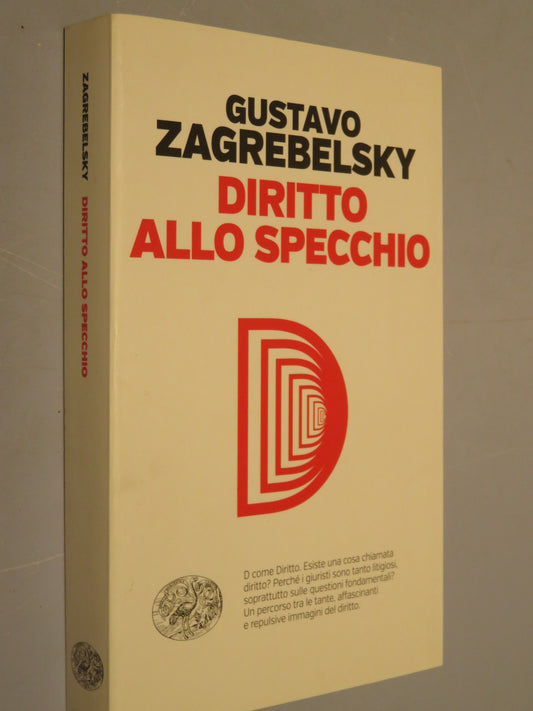 GUSTAVO
ZAGREBELSKY
DIRITTO
ALLO SPECCHIO
D
D come Diritto. Esiste una cosa chiamata
diritto? Perché i giuristi sono tanto litigiosi,
soprattutto sulle questioni fondamentali?
Un percorso tra le tante, affascinanti
e repulsive immagini del diritto.
ZAGREBELSKY DIRITTO ALLO SPECCHIO